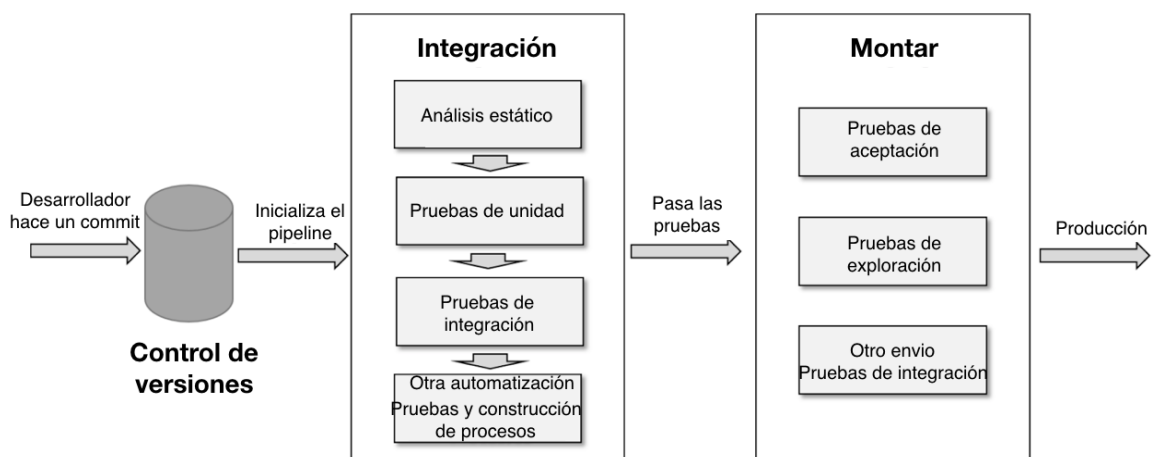 Desarrollador
hace un commit
Control de
versiones
Inicializa el
pipeline
Integración
Análisis estático
Pruebas de unidad
Pruebas de
integración
Otra automatización
Pruebas y construcción
de procesos
Pasa las
pruebas
Montar
Pruebas de
aceptación
Pruebas de
exploración
Otro envio
Pruebas de integración
Producción